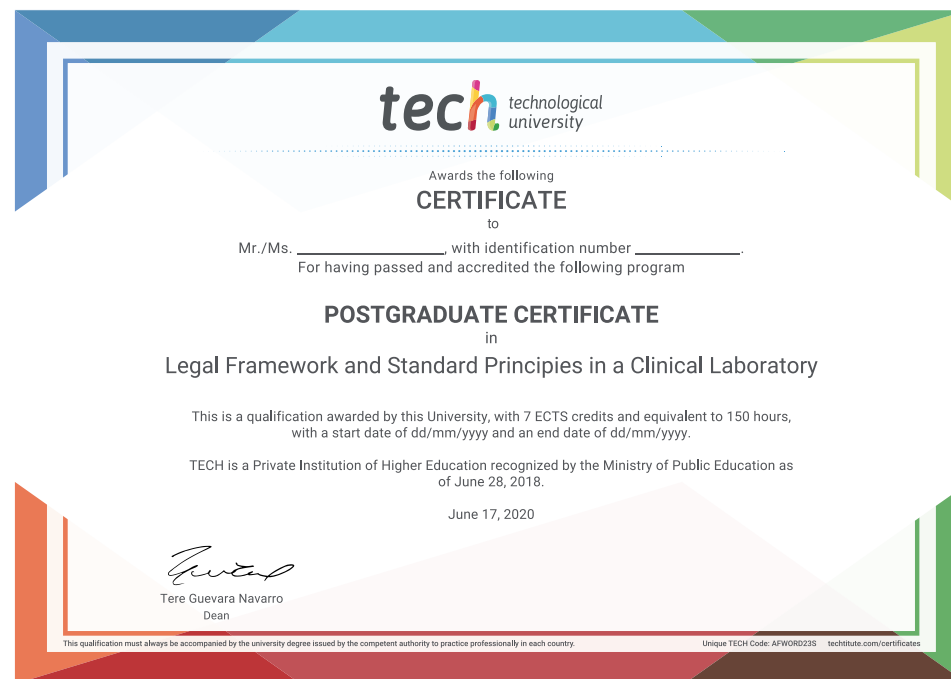 tech technological
university
Awards the following
CERTIFICATE
to
Mr./Ms. ____________________, with identification number ______________.
For having passed and accredited the following program
POSTGRADUATE CERTIFICATE
in
Legal Framework and Standard Principies in a Clinical Laboratory
This is a qualification awarded by this University, with 7 ECTS credits and equivalent to 150 hours,
with a start date of dd/mm/yyyy and an end date of dd/mm/yyyy.
TECH is a Private Institution of Higher Education recognized by the Ministry of Public Education as
of June 28, 2018.
June 17, 2020
Tere Guevara Navarro
Dean
This qualification must always be accompanied by the university degree issued by the competent authority to practice professionally in each country. Unique TECH Code: AFWORD23S techtitute.com/certificates